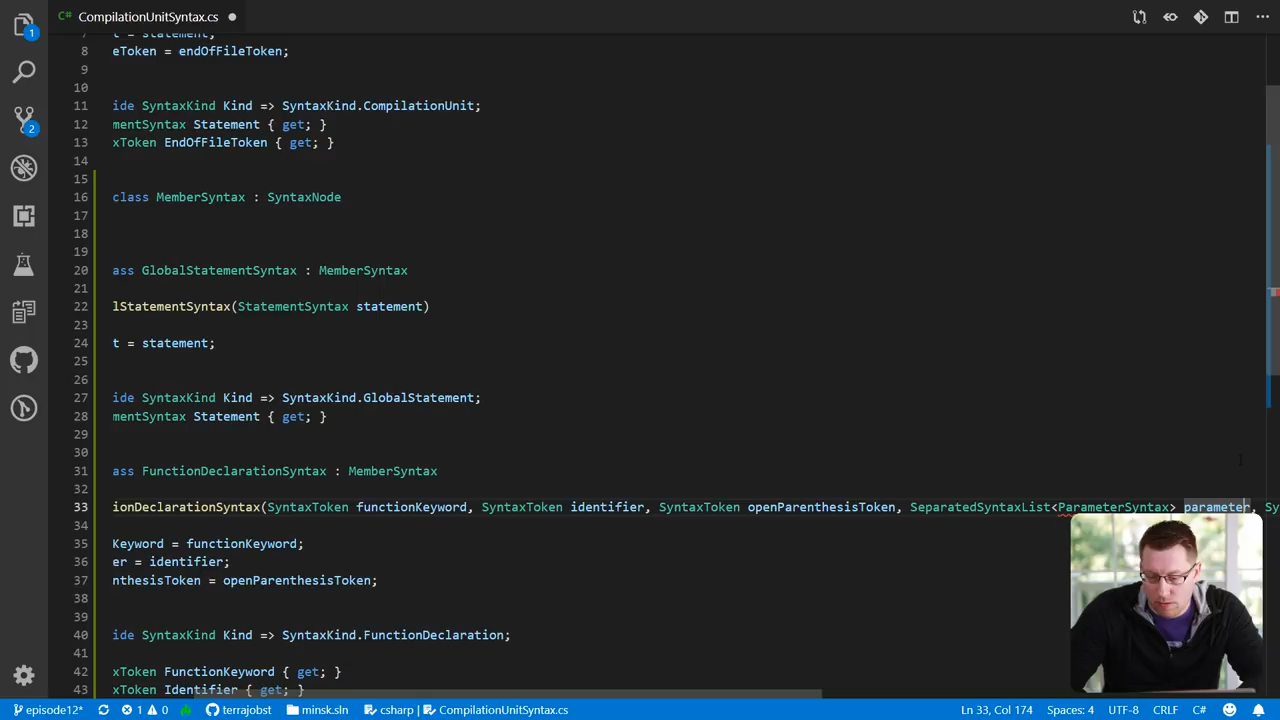 CompilationUnitSyntax.cs
7 t = statement;
8 eToken = endOfFileToken;
9
10
11 ide SyntaxKind Kind => SyntaxKind.CompilationUnit;
12 mentSyntax Statement { get; }
13 xToken EndOfFileToken { get; }
14
15
16 class MemberSyntax : SyntaxNode
17
18
19
20 ass GlobalStatementSyntax : MemberSyntax
21
22 lStatementSyntax(StatementSyntax statement)
23
24 t = statement;
25
26
27 ide SyntaxKind Kind => SyntaxKind.GlobalStatement;
28 mentSyntax Statement { get; }
29
30
31 ass FunctionDeclarationSyntax : MemberSyntax
32
33 ionDeclarationSyntax(SyntaxToken functionKeyword, SyntaxToken identifier, SyntaxToken openParenthesisToken, SeparatedSyntaxList<ParameterSyntax> parameter, Sy
34
35 Keyword = functionKeyword;
36 er = identifier;
37 nthesisToken = openParenthesisToken;
38
39
40 ide SyntaxKind Kind => SyntaxKind.FunctionDeclaration;
41
42 xToken FunctionKeyword { get; }
43 xToken Identifier { get; }
1
2
episode12* 1 0 terrajobst minsk.sln csharp | CompilationUnitSyntax.cs Ln 33, Col 174 Spaces: 4 UTF-8 CRLF C#